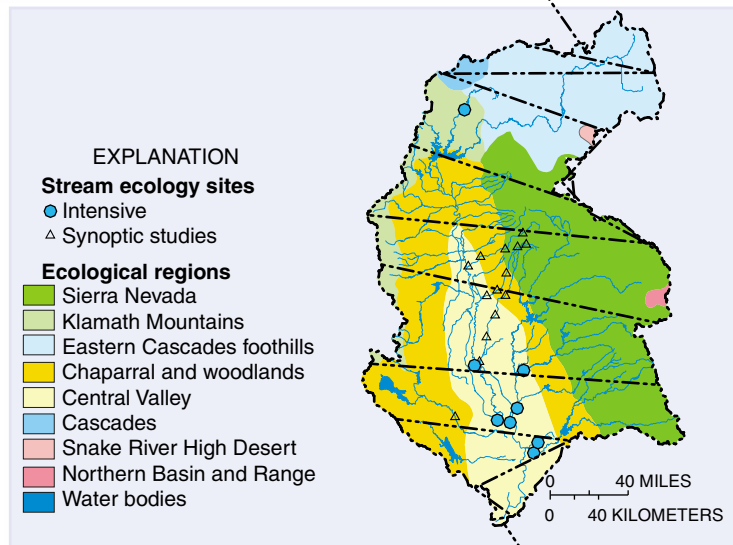 EXPLANATION
Stream ecology sites
Intensive
Synoptic studies
Ecological regions
Sierra Nevada
Klamath Mountains
Eastern Cascades foothills
Chaparral and woodlands
Central Valley
Cascades
Snake River High Desert
Northern Basin and Range
Water bodies
0 40 MILES
0 40 KILOMETERS